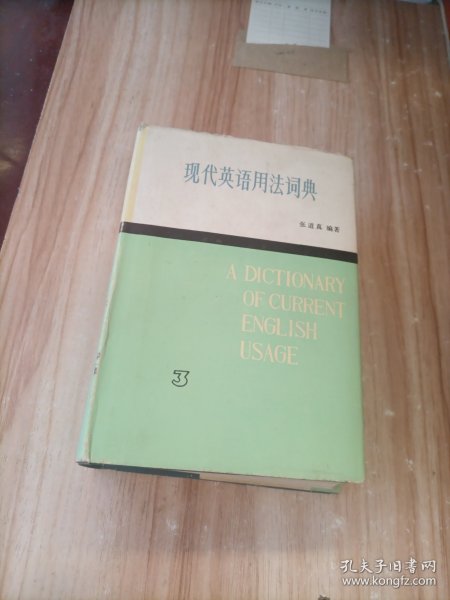 现代英语用法词典
张道真 编著
A DICTIONARY
OF CURRENT
ENGLISH
USAGE
3
孔夫子旧书网
www.kongfz.com